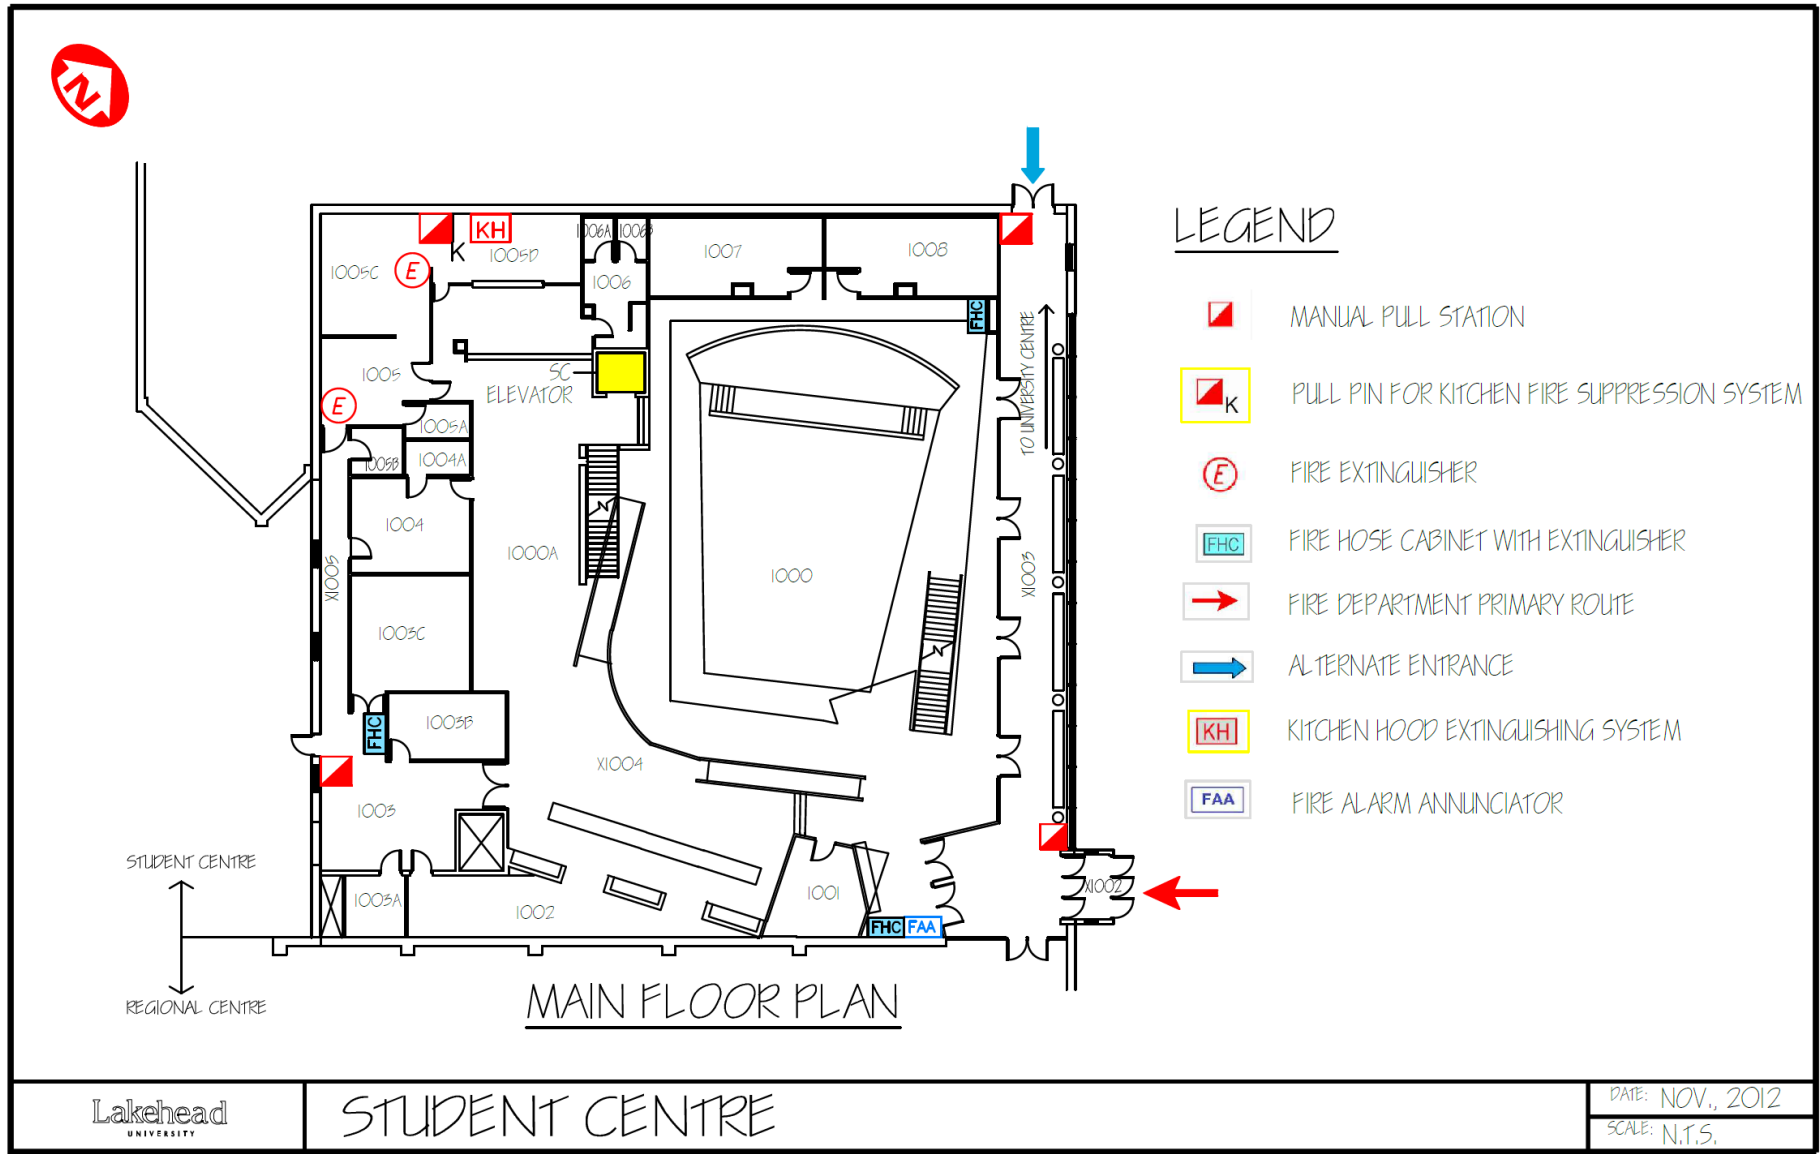 N
LEGEND
MANUAL PULL STATION
K
PULL PIN FOR KITCHEN FIRE SUPPRESSION SYSTEM
E
FIRE EXTINGUISHER
FHC
FIRE HOSE CABINET WITH EXTINGUISHER
FIRE DEPARTMENT PRIMARY ROUTE
ALTERNATE ENTRANCE
KH
KITCHEN HOOD EXTINGUISHING SYSTEM
FAA
FIRE ALARM ANNUNCIATOR
KH
K
1005C
E
1005D
1006A
1006B
1006
1007
1008
FHC
TO UNIVERSITY CENTRE
SC
ELEVATOR
1005
E
1005A
1005B
1004A
1004
1000A
N
1000
X1003
X1005
1003C
N
FHC
1003B
X1004
1003
1003A
1002
1001
X1002
FHC
FAA
STUDENT CENTRE
REGIONAL CENTRE
MAIN FLOOR PLAN
Lakehead
UNIVERSITY
STUDENT CENTRE
DATE: NOV., 2012
SCALE: N.T.S.